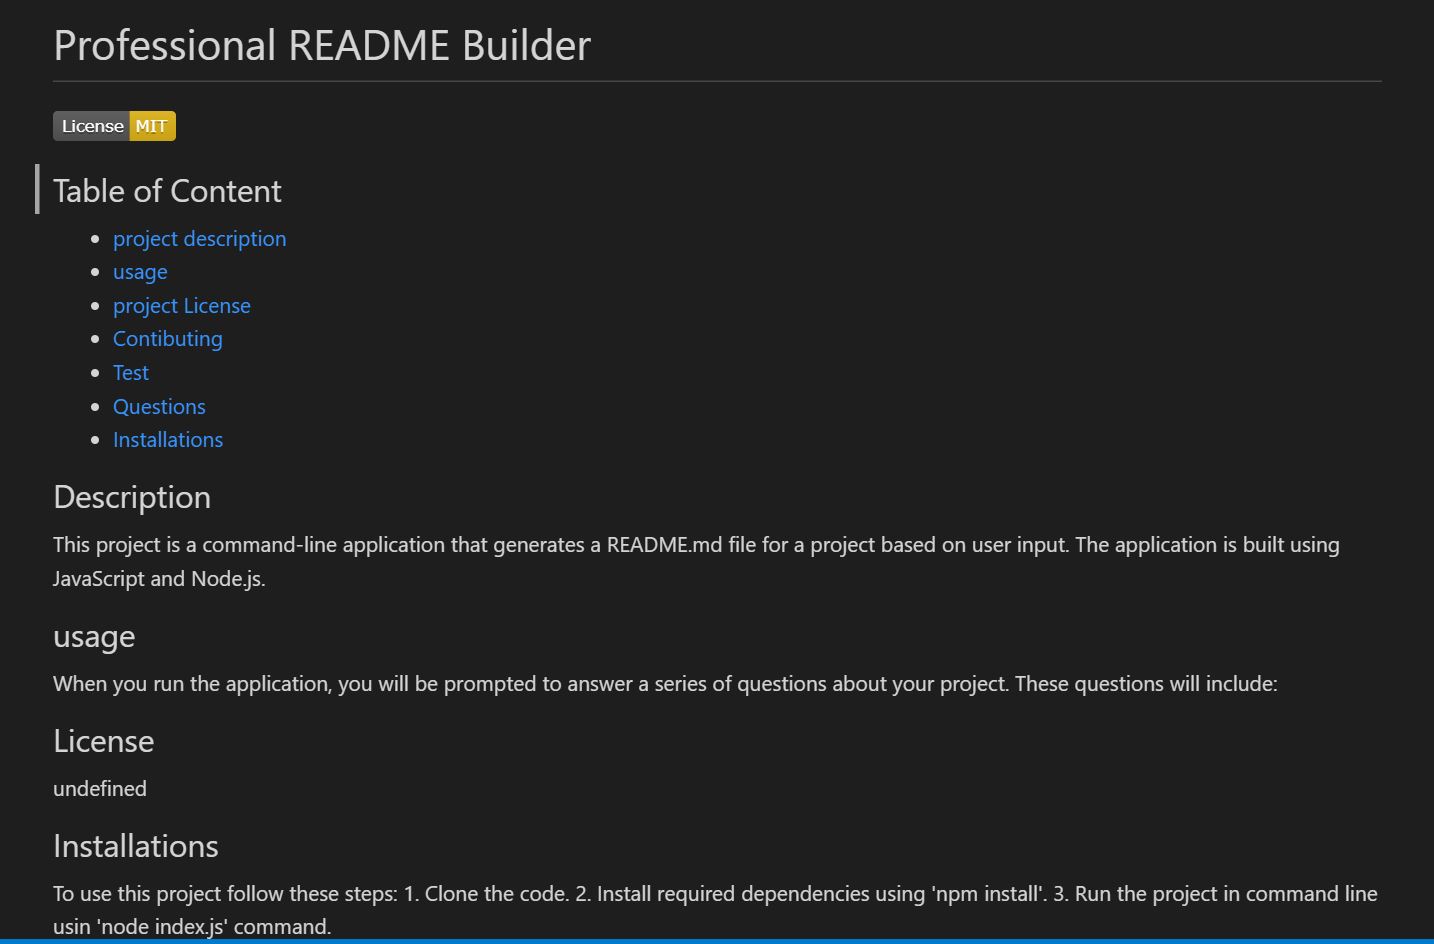 Professional README Builder
License MIT
Table of Content
project description
usage
project License
Contibuting
Test
Questions
Installations
Description
This project is a command-line application that generates a README.md file for a project based on user input. The application is built using
JavaScript and Node.js.
usage
When you run the application, you will be prompted to answer a series of questions about your project. These questions will include:
License
undefined
Installations
To use this project follow these steps: 1. Clone the code. 2. Install required dependencies using 'npm install'. 3. Run the project in command line
usin 'node index.js' command.